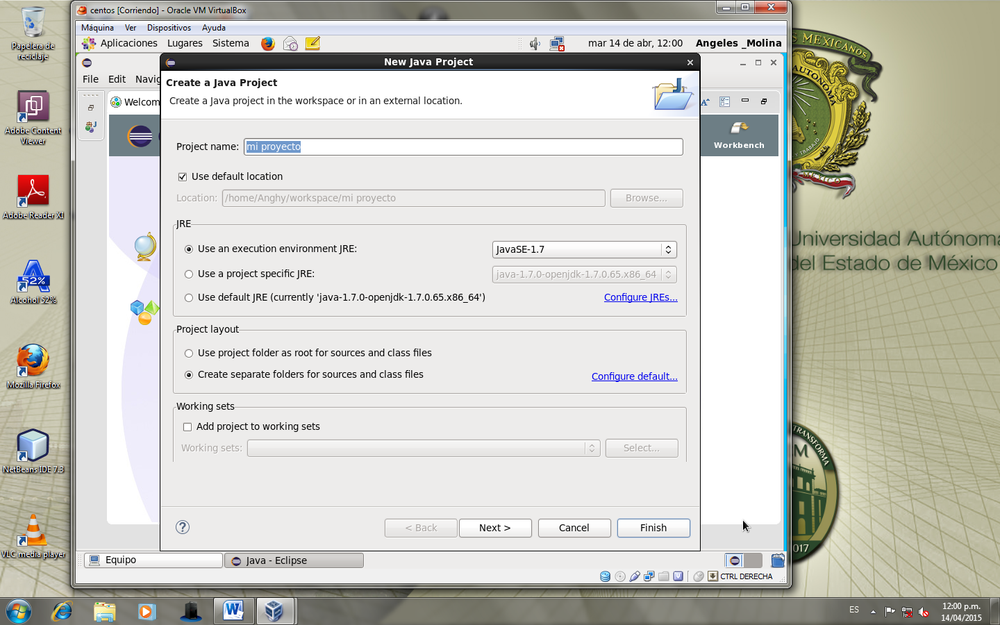 centos [Corriendo] - Oracle VM VirtualBox
Máquina Ver Dispositivos Ayuda
Aplicaciones Lugares Sistema
mar 14 de abr, 12:00 Angeles _Molina
New Java Project
File Edit Navig
Create a Java Project
Create a Java project in the workspace or in an external location.
Welcom
Project name: mi proyecto
Workbench
Use default location
Location: /home/Anghy/workspace/mi proyecto Browse...
JRE
Use an execution environment JRE: JavaSE-1.7
Use a project specific JRE: java-1.7.0-openjdk-1.7.0.65.x86_64
Use default JRE (currently 'java-1.7.0-openjdk-1.7.0.65.x86_64') Configure JREs...
Project layout
Use project folder as root for sources and class files
Create separate folders for sources and class files
Configure default...
Working sets
Add project to working sets
Working sets: Select...
< Back Next > Cancel Finish
Equipo Java - Eclipse
CTRL DERECHA
Papelera de
reciclaje
Adobe Content
Viewer
Adobe Reader XI
52%
Alcohol 52%
Mozilla Firefox
NetBeans IDE 7.3
VLC media player
MEXICANOS
Y TRABAJO
MÉXICO
Universidad Autónoma
del Estado de México
TRANSFORMA
M
2017
ES
12:00 p.m.
14/04/2015